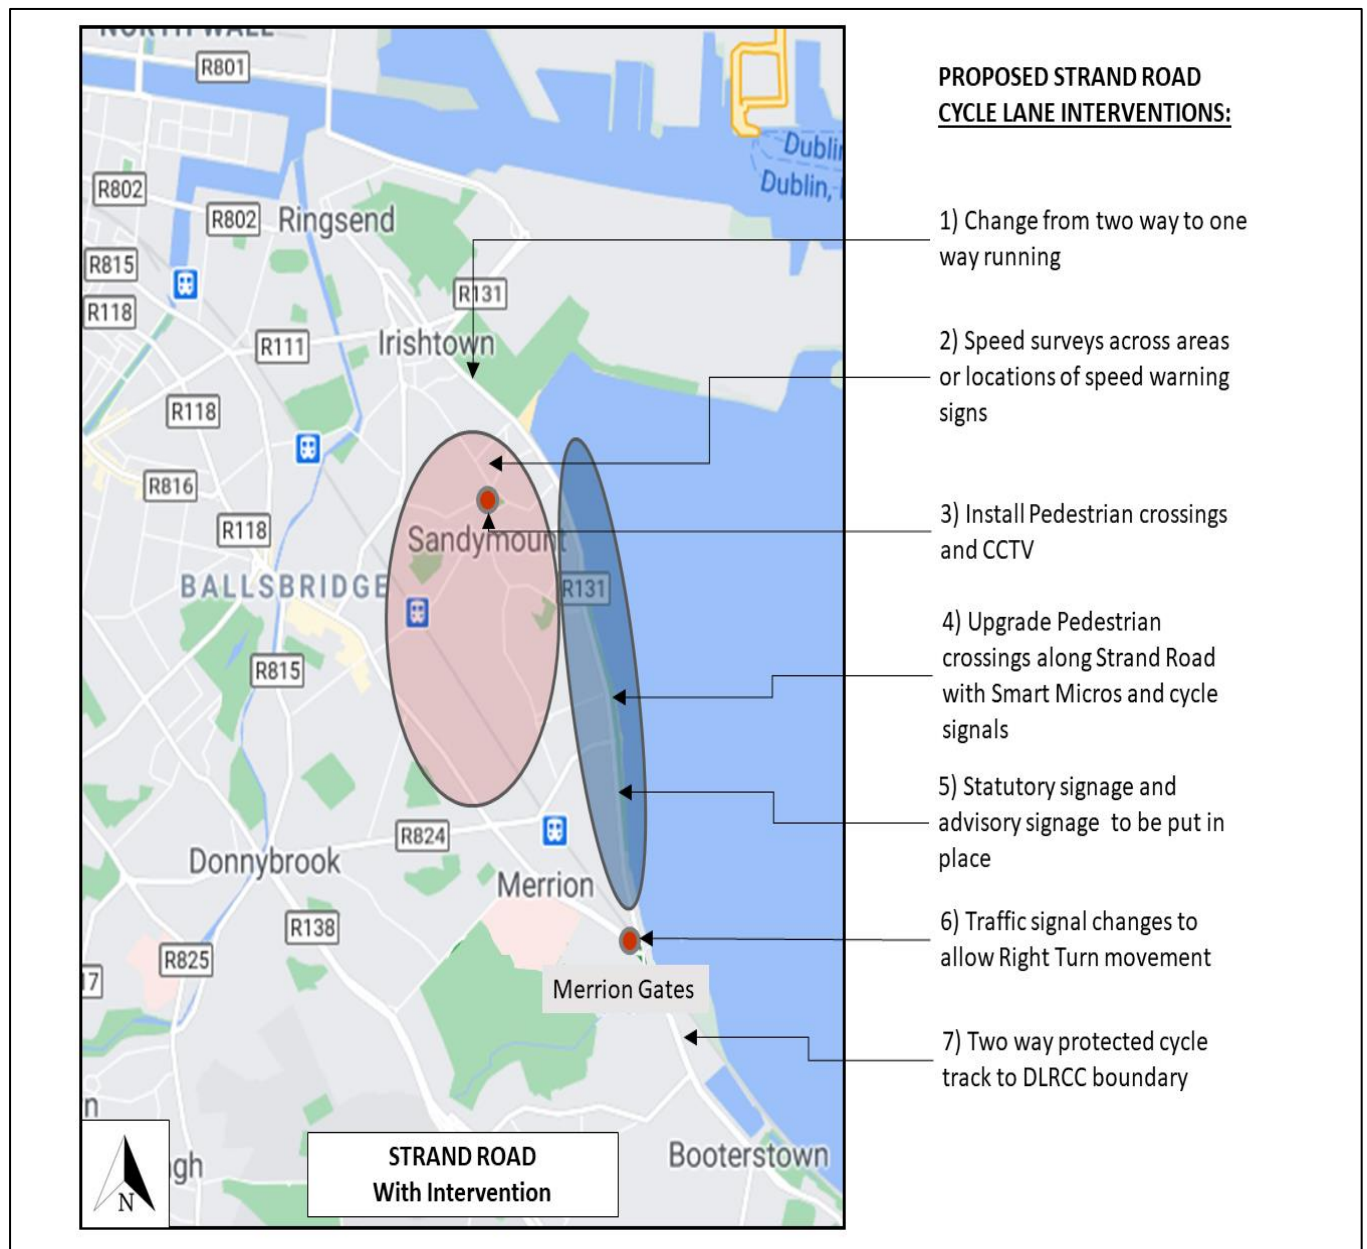 NORTH WALL
R801
Dublin
Dublin,
R802
R802
Ringsend
R815
R118
R131
R111
Irishtown
R118
R816
R118
Sandymount
BALLSBRIDGE
R131
R815
R824
Donnybrook
Merrion
R138
R825
17
Merrion Gates
n
gh
Booterstown
N
STRAND ROAD
With Intervention
PROPOSED STRAND ROAD
CYCLE LANE INTERVENTIONS:
1) Change from two way to one
way running
2) Speed surveys across areas
or locations of speed warning
signs
3) Install Pedestrian crossings
and CCTV
4) Upgrade Pedestrian
crossings along Strand Road
with Smart Micros and cycle
signals
5) Statutory signage and
advisory signage to be put in
place
6) Traffic signal changes to
allow Right Turn movement
7) Two way protected cycle
track to DLRCC boundary